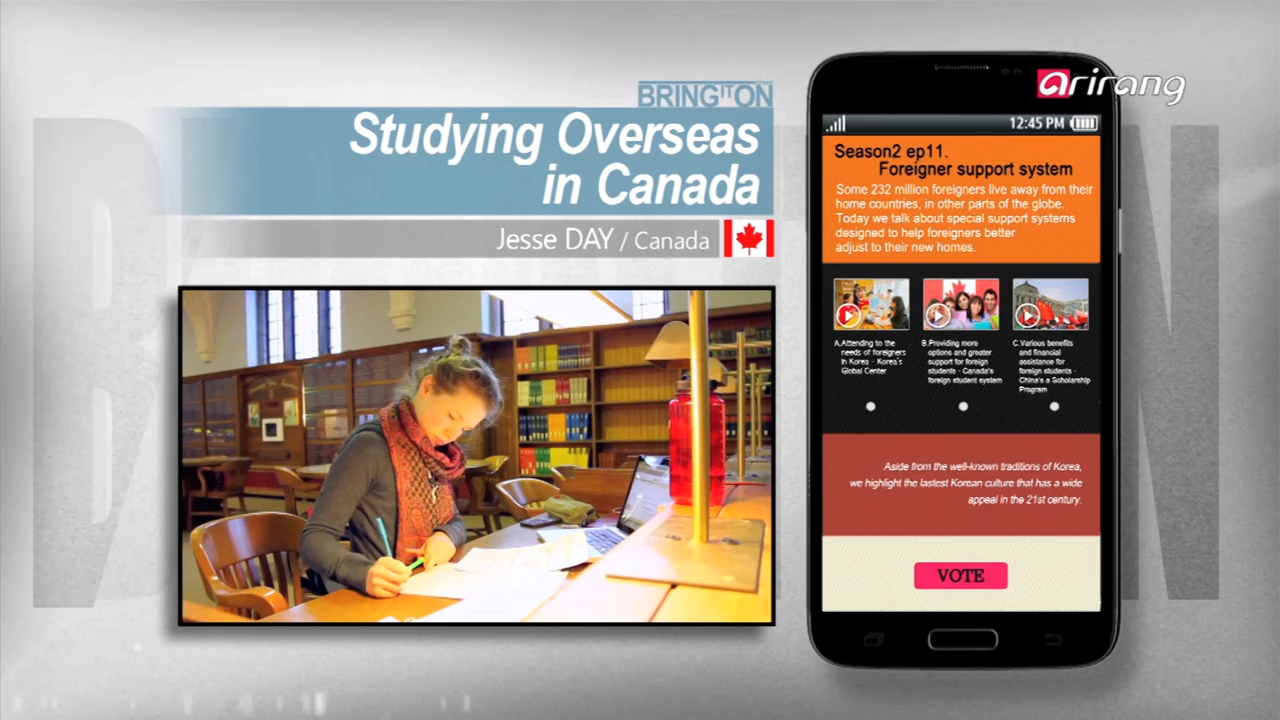 BRING IT ON
Studying Overseas
in Canada
Jesse DAY / Canada
arirang
12:45 PM
Season2 ep11.
Foreigner support system
Some 232 million foreigners live away from their
home countries, in other parts of the globe.
Today we talk about special support systems
designed to help foreigners better
adjust to their new homes.
A.Attending to the
needs of foreigners
in Korea - Korea's
Global Center
B.Providing more
options and greater
support for foreign
students - Canada's
foreign student system
C.Various benefits
and financial
assistance for
foreign students -
China's a Scholarship
Program
Aside from the well-known traditions of Korea,
we highlight the lastest Korean culture that has a wide
appeal in the 21st century.
VOTE